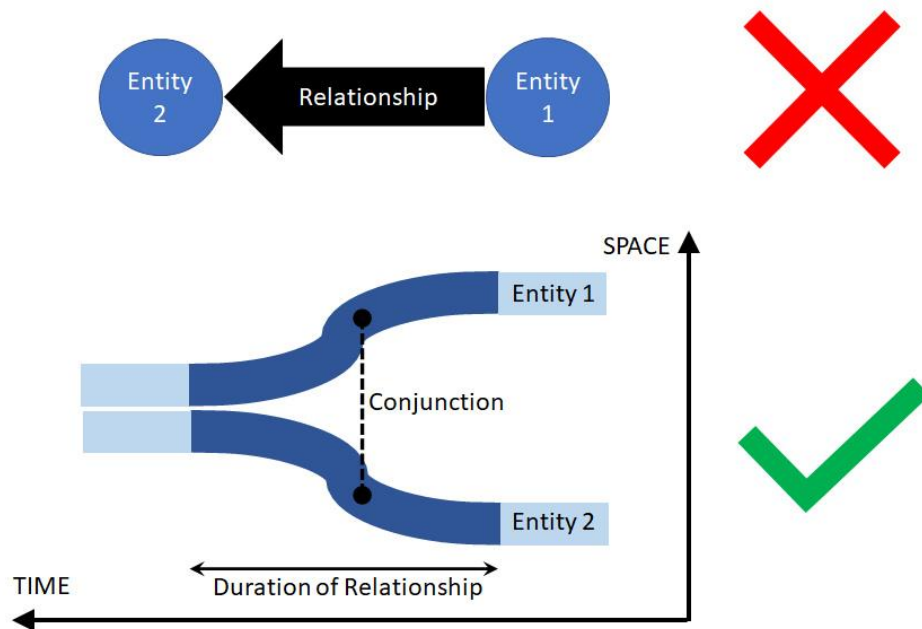 Entity
2
Relationship
Entity
1
SPACE
Entity 1
Conjunction
Entity 2
TIME
Duration of Relationship